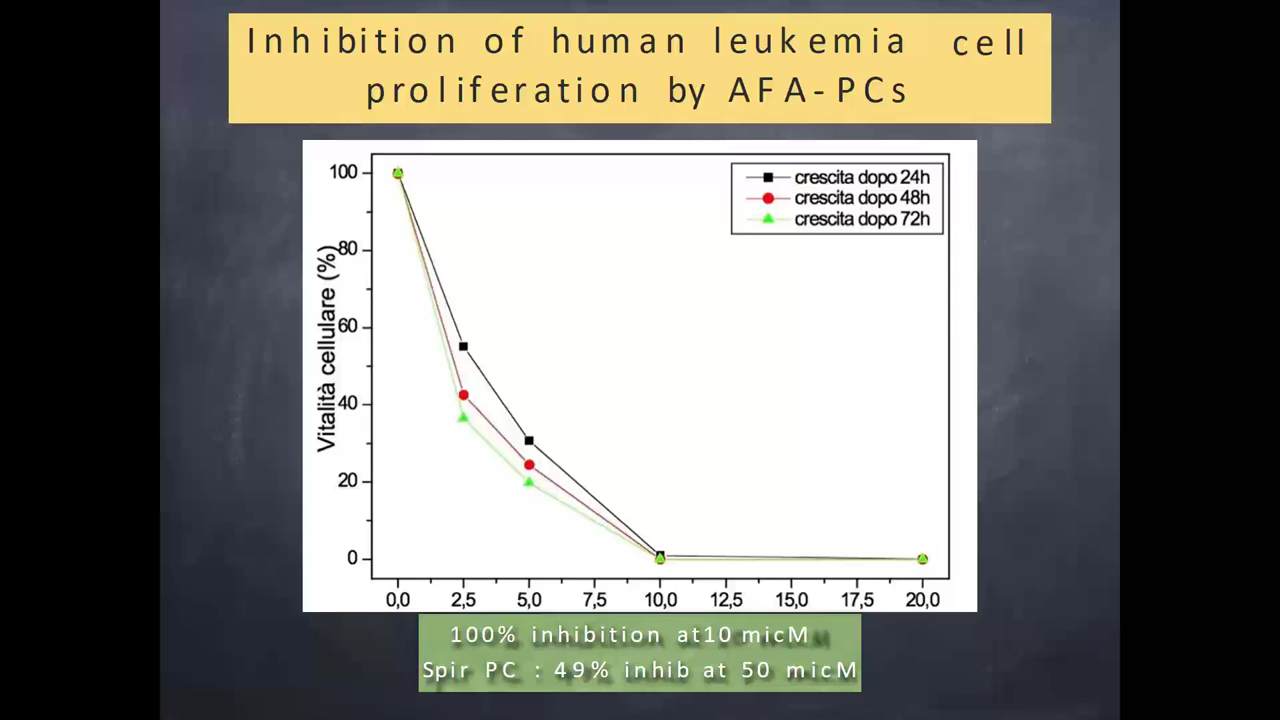 Inhibition of human leukemia cell
proliferation by AFA-PCs
crescita dopo 24h
crescita dopo 48h
crescita dopo 72h
Vitalità cellulare (%)
100
80
60
40
20
0
0,0 2,5 5,0 7,5 10,0 12,5 15,0 17,5 20,0
100% inhibition at10 micM
Spir PC : 49% inhib at 50 micM